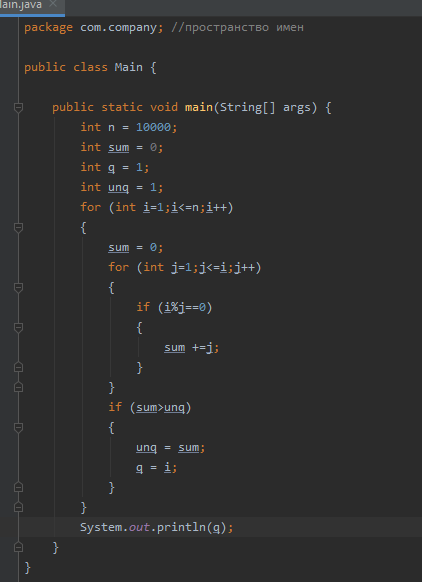 Main.java
package com.company; //пространство имен
public class Main {
public static void main(String[] args) {
int n = 10000;
int sum = 0;
int q = 1;
int unq = 1;
for (int i=1;i<=n;i++)
{
sum = 0;
for (int j=1;j<=i;j++)
{
if (i%j==0)
{
sum +=j;
}
}
if (sum>unq)
{
unq = sum;
q = i;
}
}
System.out.println(q);
}
}